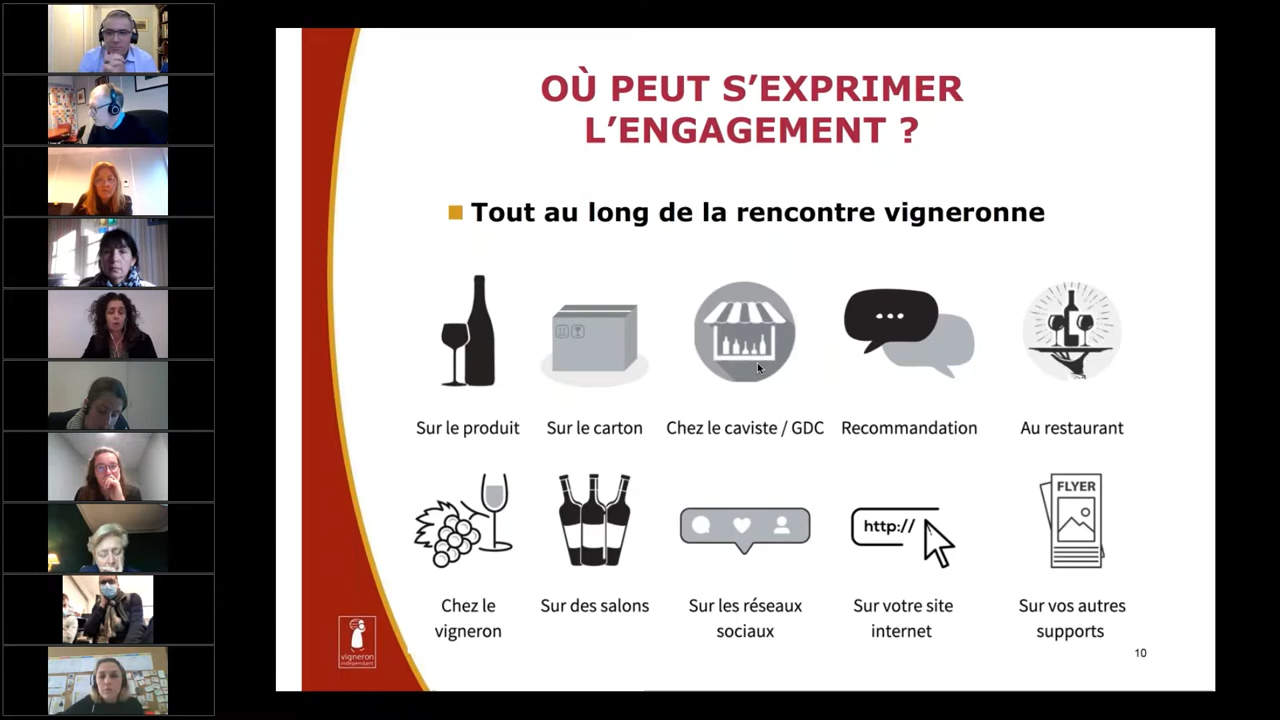 OÙ PEUT S’EXPRIMER
L’ENGAGEMENT ?
Tout au long de la rencontre vigneronne
Sur le produit
Sur le carton
Chez le caviste / GDC
Recommandation
Au restaurant
FLYER
http://
Chez le
vigneron
Sur des salons
Sur les réseaux
sociaux
Sur votre site
internet
Sur vos autres
supports
vigneron
indépendant
10